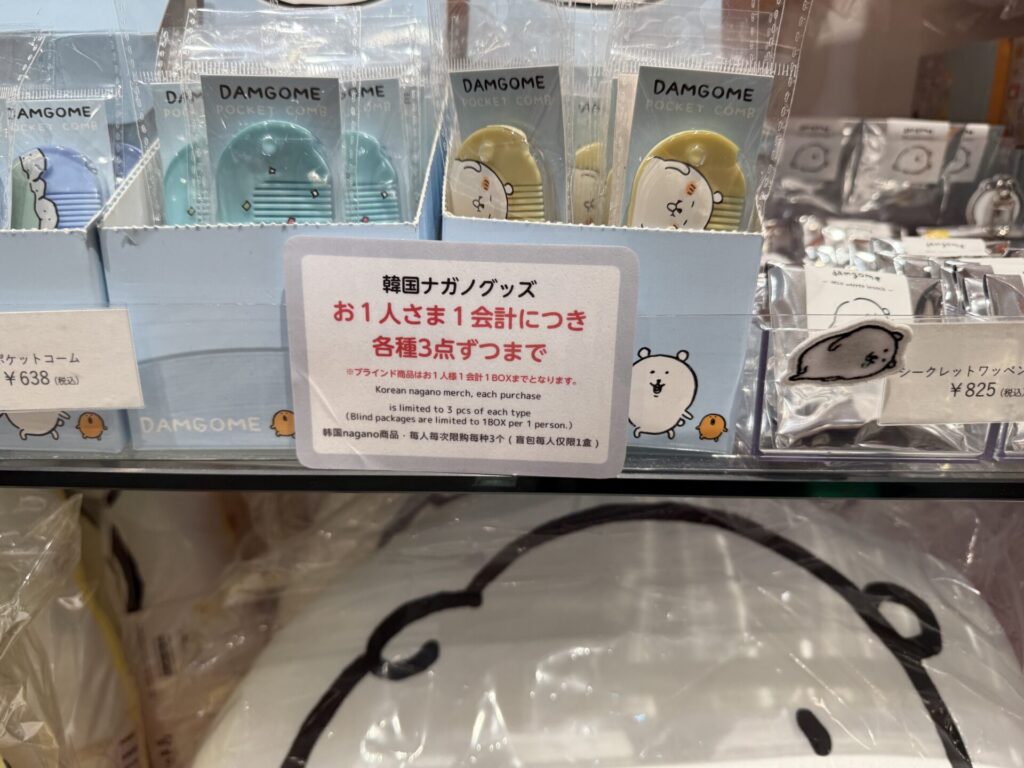 DAMGOME
POCKET COMB
DAMGOME
POCKET COMB
DAMGOME
POCKET COMB
DAMGOME
POCKET COMB
damgome
韓国ナガノグッズ
お1人さま1会計につき
各種3点ずつまで
※ブラインド商品はお1人様1会計1BOXまでとなります。
Korean nagano merch, each purchase
is limited to 3 pcs of each type
(Blind packages are limited to 1BOX per 1 person.)
韩国nagano商品・每人每次限购每种3个(盲包每人仅限1盒)
ポケットコーム
¥638(税込)
DAMGOME
シークレットワッペン
¥825(税込)